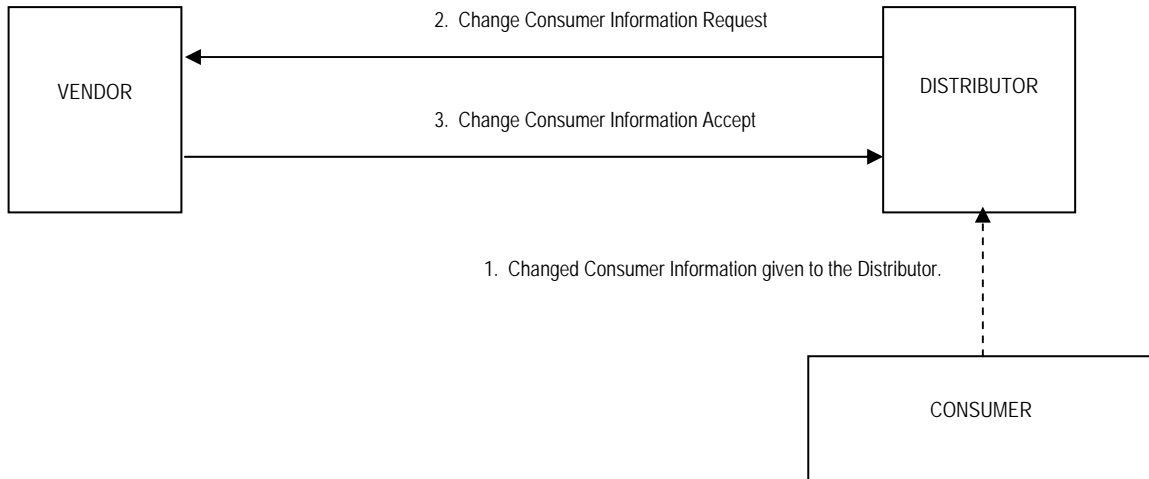 2. Change Consumer Information Request
VENDOR
DISTRIBUTOR
3. Change Consumer Information Accept
1. Changed Consumer Information given to the Distributor.
CONSUMER